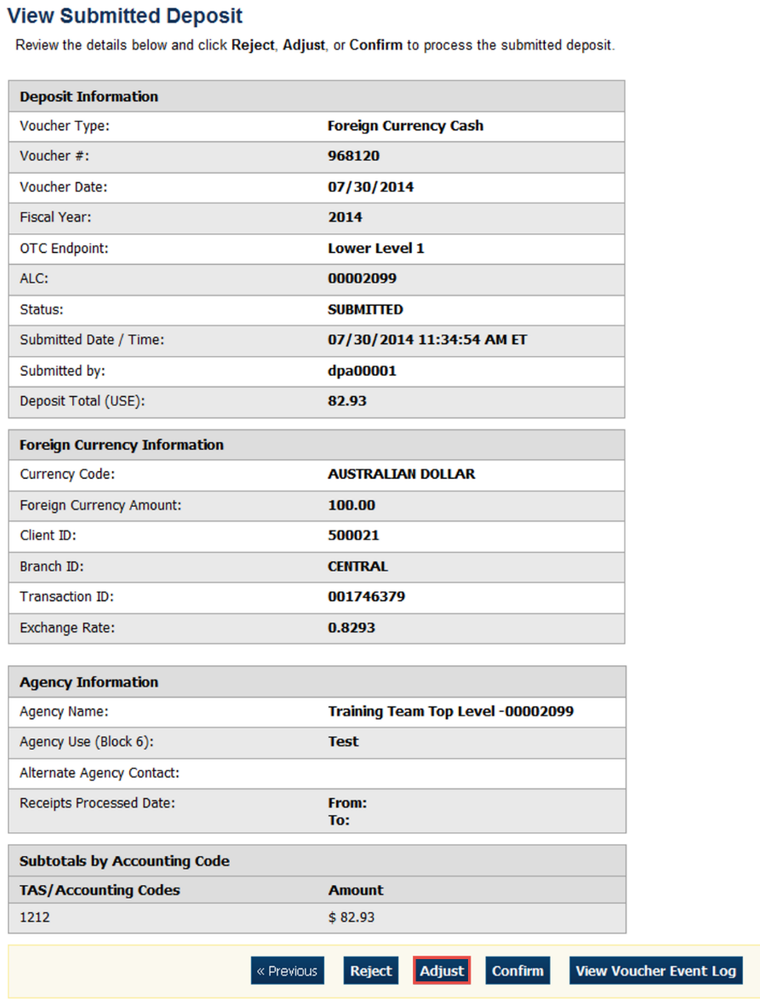 View Submitted Deposit
Review the details below and click Reject, Adjust, or Confirm to process the submitted deposit.
Deposit Information
Voucher Type: Foreign Currency Cash
Voucher #: 968120
Voucher Date: 07/30/2014
Fiscal Year: 2014
OTC Endpoint: Lower Level 1
ALC: 00002099
Status: SUBMITTED
Submitted Date / Time: 07/30/2014 11:34:54 AM ET
Submitted by: dpa00001
Deposit Total (USE): 82.93
Foreign Currency Information
Currency Code: AUSTRALIAN DOLLAR
Foreign Currency Amount: 100.00
Client ID: 500021
Branch ID: CENTRAL
Transaction ID: 001746379
Exchange Rate: 0.8293
Agency Information
Agency Name: Training Team Top Level -00002099
Agency Use (Block 6): Test
Alternate Agency Contact:
Receipts Processed Date: From:
To:
Subtotals by Accounting Code
TAS/Accounting Codes Amount
1212 $ 82.93
« Previous Reject Adjust Confirm View Voucher Event Log